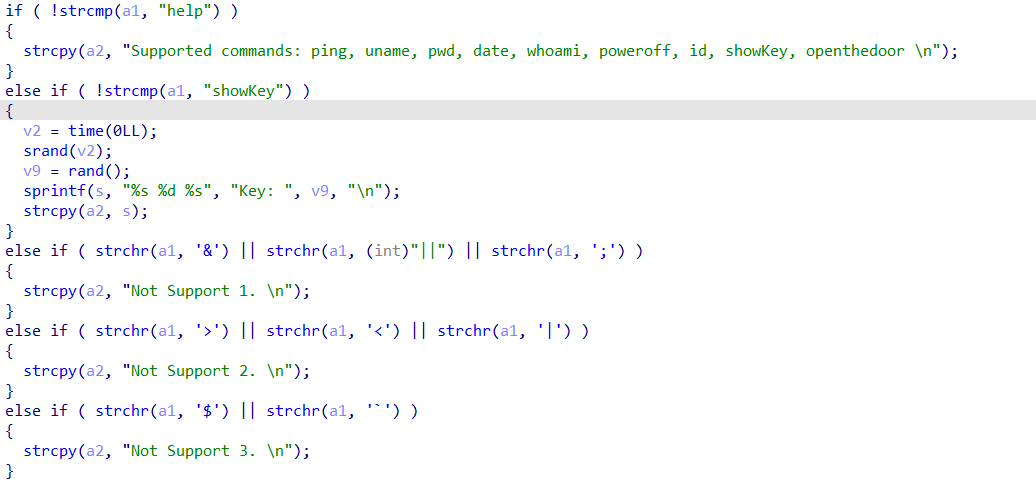 if ( !strcmp(a1, "help") )
{
  strcpy(a2, "Supported commands: ping, uname, pwd, date, whoami, poweroff, id, showKey, openthedoor \n");
}
else if ( !strcmp(a1, "showKey") )
{
  v2 = time(0LL);
  srand(v2);
  v9 = rand();
  sprintf(s, "%s %d %s", "Key: ", v9, "\n");
  strcpy(a2, s);
}
else if ( strchr(a1, '&') || strchr(a1, (int)"||") || strchr(a1, ';') )
{
  strcpy(a2, "Not Support 1. \n");
}
else if ( strchr(a1, '>') || strchr(a1, '<') || strchr(a1, '|') )
{
  strcpy(a2, "Not Support 2. \n");
}
else if ( strchr(a1, '$') || strchr(a1, '`') )
{
  strcpy(a2, "Not Support 3. \n");
}